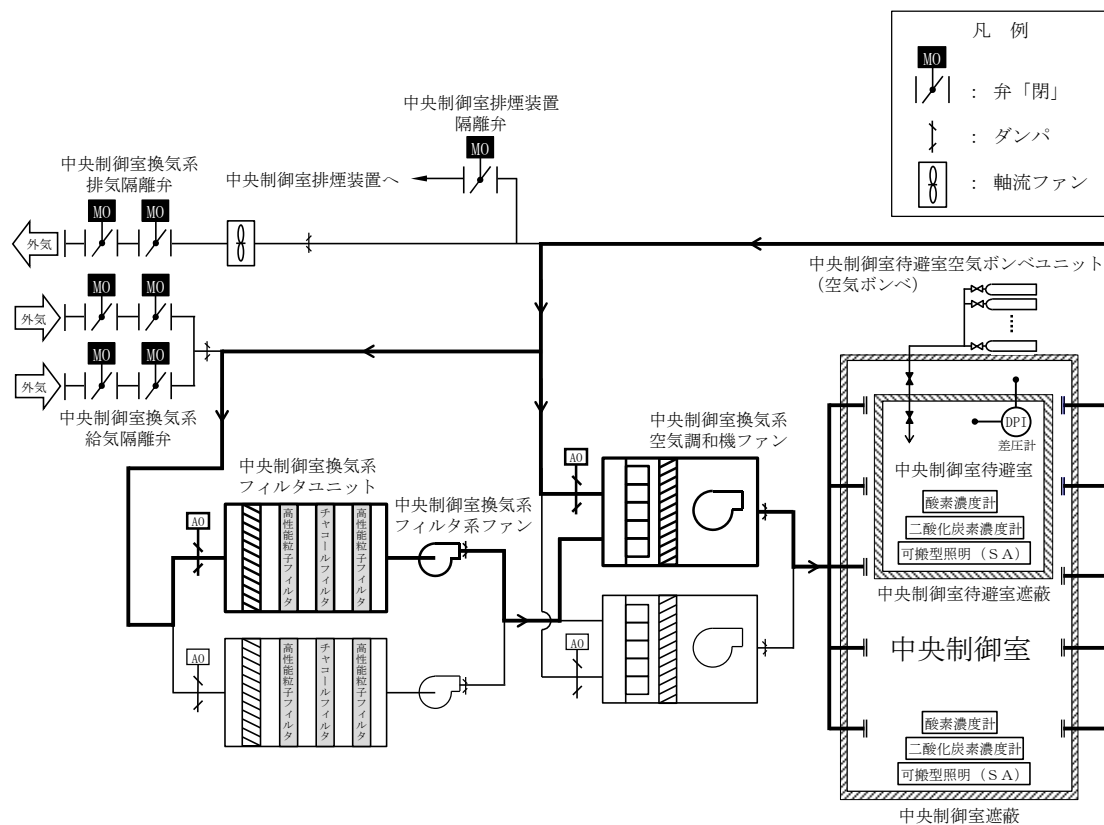 凡 例
MO
: 弁「閉」
: ダンパ
: 軸流ファン
中央制御室排煙装置
隔離弁
MO
中央制御室排煙装置へ
中央制御室換気系
排気隔離弁
MO
MO
外気
MO
MO
外気
MO
MO
外気
中央制御室換気系
給気隔離弁
中央制御室待避室空気ボンベユニット
(空気ボンベ)
中央制御室換気系
空気調和機ファン
AO
AO
中央制御室換気系
フィルタユニット
中央制御室換気系
フィルタ系ファン
AO
高性能粒子フィルタ
チャコールフィルタ
高性能粒子フィルタ
AO
高性能粒子フィルタ
チャコールフィルタ
高性能粒子フィルタ
DPI
差圧計
中央制御室待避室
酸素濃度計
二酸化炭素濃度計
可搬型照明(SA)
中央制御室待避室遮蔽
中央制御室
酸素濃度計
二酸化炭素濃度計
可搬型照明(SA)
中央制御室遮蔽